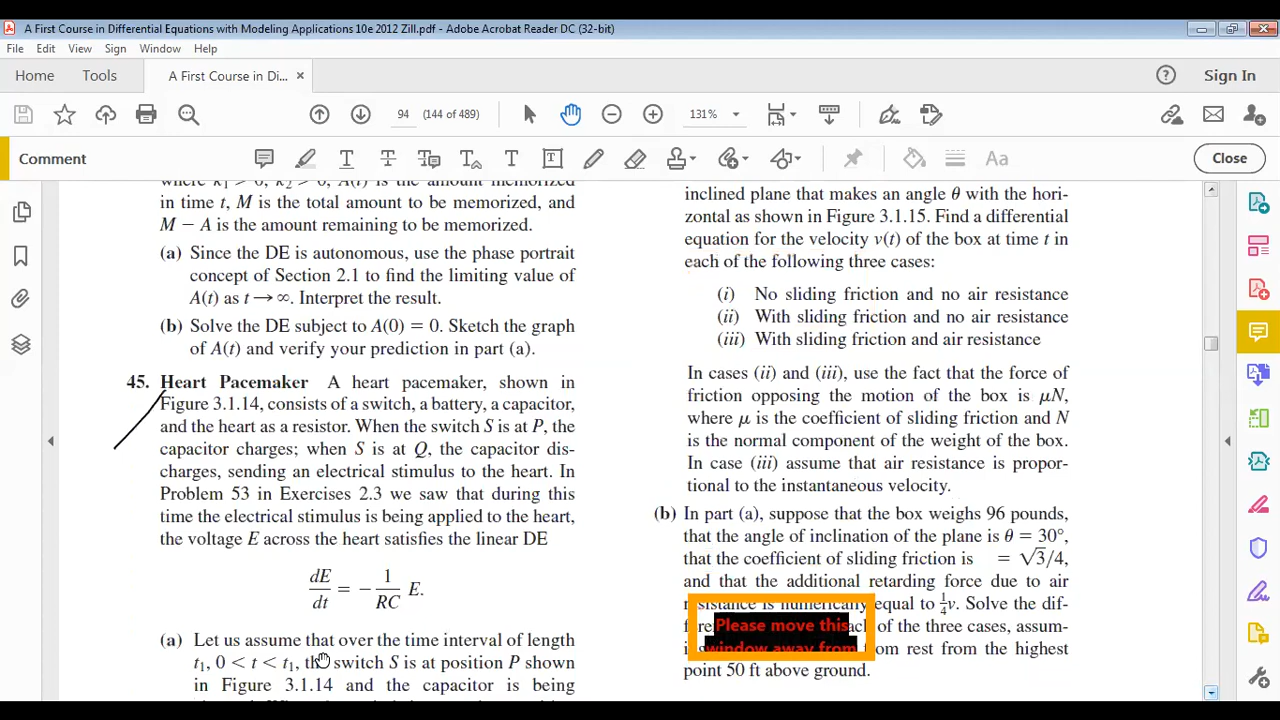 A First Course in Differential Equations with Modeling Applications 10e 2012 Zill.pdf - Adobe Acrobat Reader DC (32-bit)
File Edit View Sign Window Help
Home Tools A First Course in Di... × Sign In
94 (144 of 489) 131%
Comment Close
where k₁ > 0, k₂ > 0, A(t) is the amount memorized
in time t, M is the total amount to be memorized, and
M − A is the amount remaining to be memorized.
(a) Since the DE is autonomous, use the phase portrait
concept of Section 2.1 to find the limiting value of
A(t) as t → ∞. Interpret the result.
(b) Solve the DE subject to A(0) = 0. Sketch the graph
of A(t) and verify your prediction in part (a).
45. Heart Pacemaker A heart pacemaker, shown in
Figure 3.1.14, consists of a switch, a battery, a capacitor,
and the heart as a resistor. When the switch S is at P, the
capacitor charges; when S is at Q, the capacitor dis-
charges, sending an electrical stimulus to the heart. In
Problem 53 in Exercises 2.3 we saw that during this
time the electrical stimulus is being applied to the heart,
the voltage E across the heart satisfies the linear DE
dE/dt = −1/RC E.
(a) Let us assume that over the time interval of length
t₁, 0 < t < t₁, the switch S is at position P shown
in Figure 3.1.14 and the capacitor is being
inclined plane that makes an angle θ with the hori-
zontal as shown in Figure 3.1.15. Find a differential
equation for the velocity v(t) of the box at time t in
each of the following three cases:
(i) No sliding friction and no air resistance
(ii) With sliding friction and no air resistance
(iii) With sliding friction and air resistance
In cases (ii) and (iii), use the fact that the force of
friction opposing the motion of the box is μN,
where μ is the coefficient of sliding friction and N
is the normal component of the weight of the box.
In case (iii) assume that air resistance is propor-
tional to the instantaneous velocity.
(b) In part (a), suppose that the box weighs 96 pounds,
that the angle of inclination of the plane is θ = 30°,
that the coefficient of sliding friction is = √3/4,
and that the additional retarding force due to air
resistance is numerically equal to ¼v. Solve the dif-
of the three cases, assum-
from rest from the highest
point 50 ft above ground.
Please move this
window away from